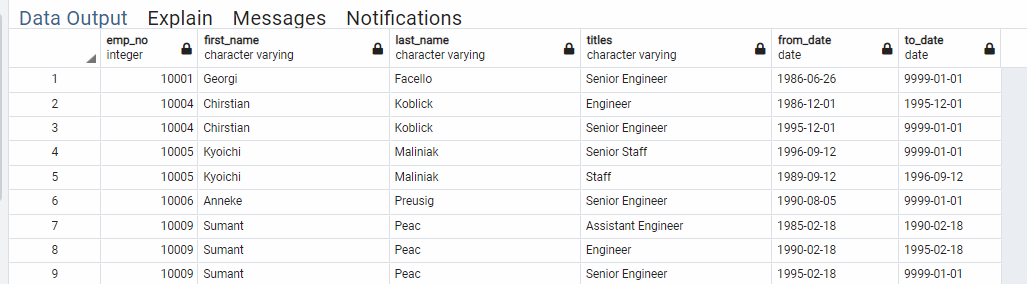 Data Output Explain Messages Notifications
emp_no first_name last_name titles from_date to_date
integer character varying character varying character varying date date
1 10001 Georgi Facello Senior Engineer 1986-06-26 9999-01-01
2 10004 Chirstian Koblick Engineer 1986-12-01 1995-12-01
3 10004 Chirstian Koblick Senior Engineer 1995-12-01 9999-01-01
4 10005 Kyoichi Maliniak Senior Staff 1996-09-12 9999-01-01
5 10005 Kyoichi Maliniak Staff 1989-09-12 1996-09-12
6 10006 Anneke Preusig Senior Engineer 1990-08-05 9999-01-01
7 10009 Sumant Peac Assistant Engineer 1985-02-18 1990-02-18
8 10009 Sumant Peac Engineer 1990-02-18 1995-02-18
9 10009 Sumant Peac Senior Engineer 1995-02-18 9999-01-01